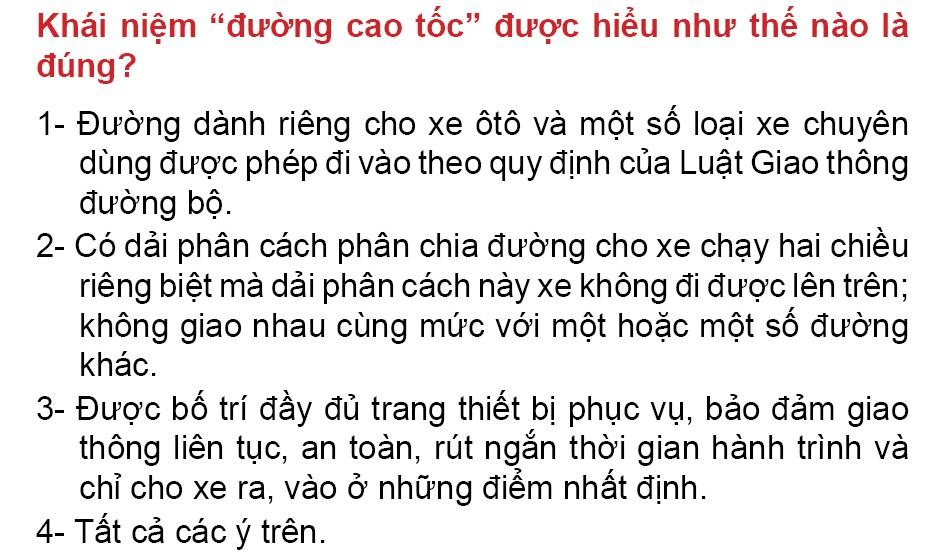 Khái niệm “đường cao tốc” được hiểu như thế nào là
đúng?
1- Đường dành riêng cho xe ôtô và một số loại xe chuyên
dùng được phép đi vào theo quy định của Luật Giao thông
đường bộ.
2- Có dải phân cách phân chia đường cho xe chạy hai chiều
riêng biệt mà dải phân cách này xe không đi được lên trên;
không giao nhau cùng mức với một hoặc một số đường
khác.
3- Được bố trí đầy đủ trang thiết bị phục vụ, bảo đảm giao
thông liên tục, an toàn, rút ngắn thời gian hành trình và
chỉ cho xe ra, vào ở những điểm nhất định.
4- Tất cả các ý trên.